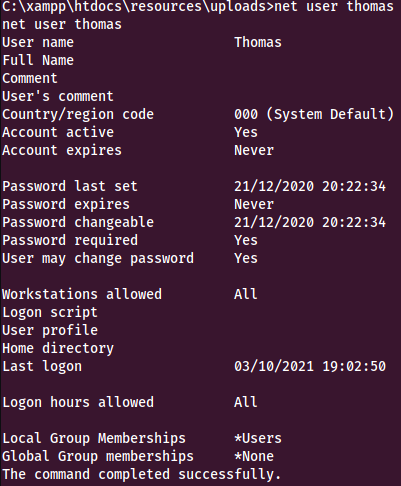 C:\xampp\htdocs\resources\uploads>net user thomas
net user thomas
User name                    Thomas
Full Name
Comment
User's comment
Country/region code          000 (System Default)
Account active               Yes
Account expires              Never

Password last set            21/12/2020 20:22:34
Password expires             Never
Password changeable          21/12/2020 20:22:34
Password required            Yes
User may change password     Yes

Workstations allowed         All
Logon script
User profile
Home directory
Last logon                   03/10/2021 19:02:50

Logon hours allowed          All

Local Group Memberships      *Users
Global Group memberships     *None
The command completed successfully.